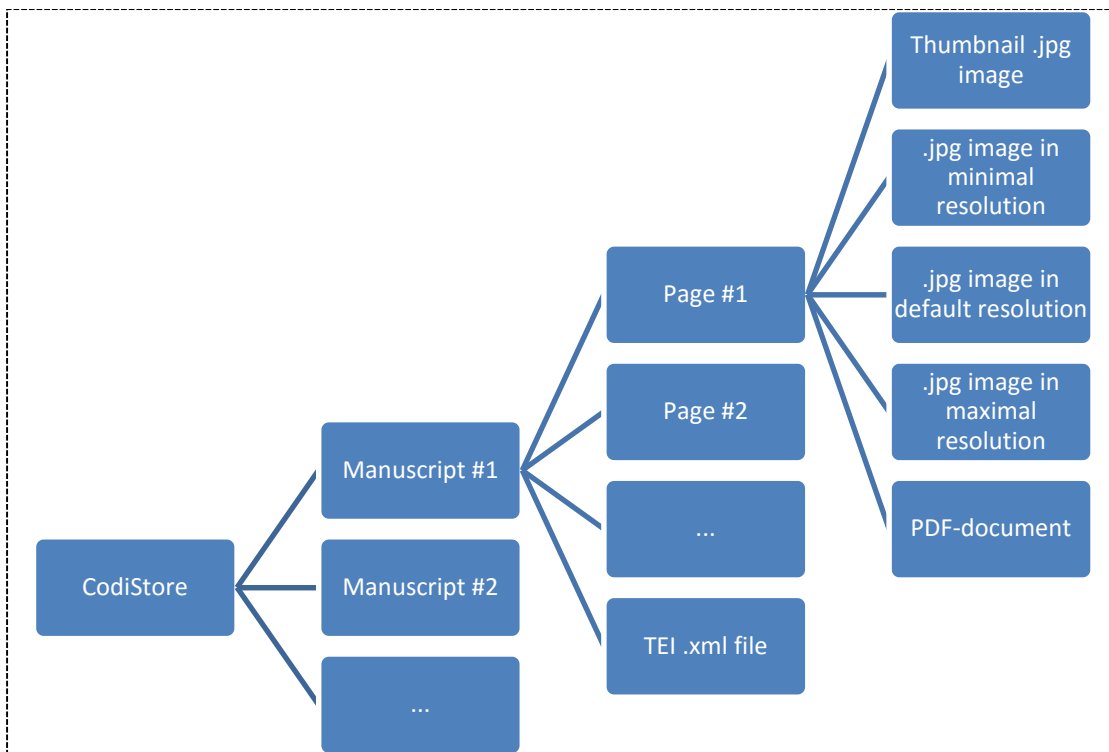 CodiStore
Manuscript #1
Manuscript #2
...
Page #1
Page #2
...
TEI .xml file
Thumbnail .jpg
image
.jpg image in
minimal
resolution
.jpg image in
default resolution
.jpg image in
maximal
resolution
PDF-document